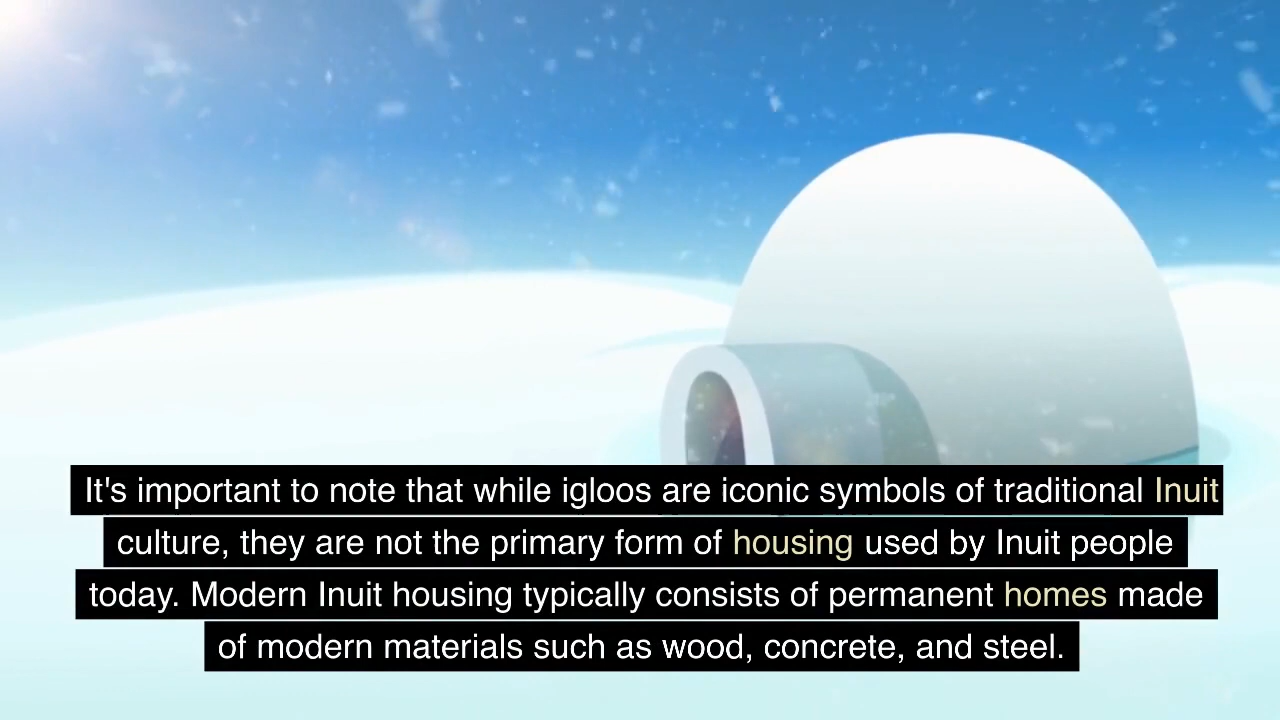 It's important to note that while igloos are iconic symbols of traditional Inuit
culture, they are not the primary form of housing used by Inuit people
today. Modern Inuit housing typically consists of permanent homes made
of modern materials such as wood, concrete, and steel.